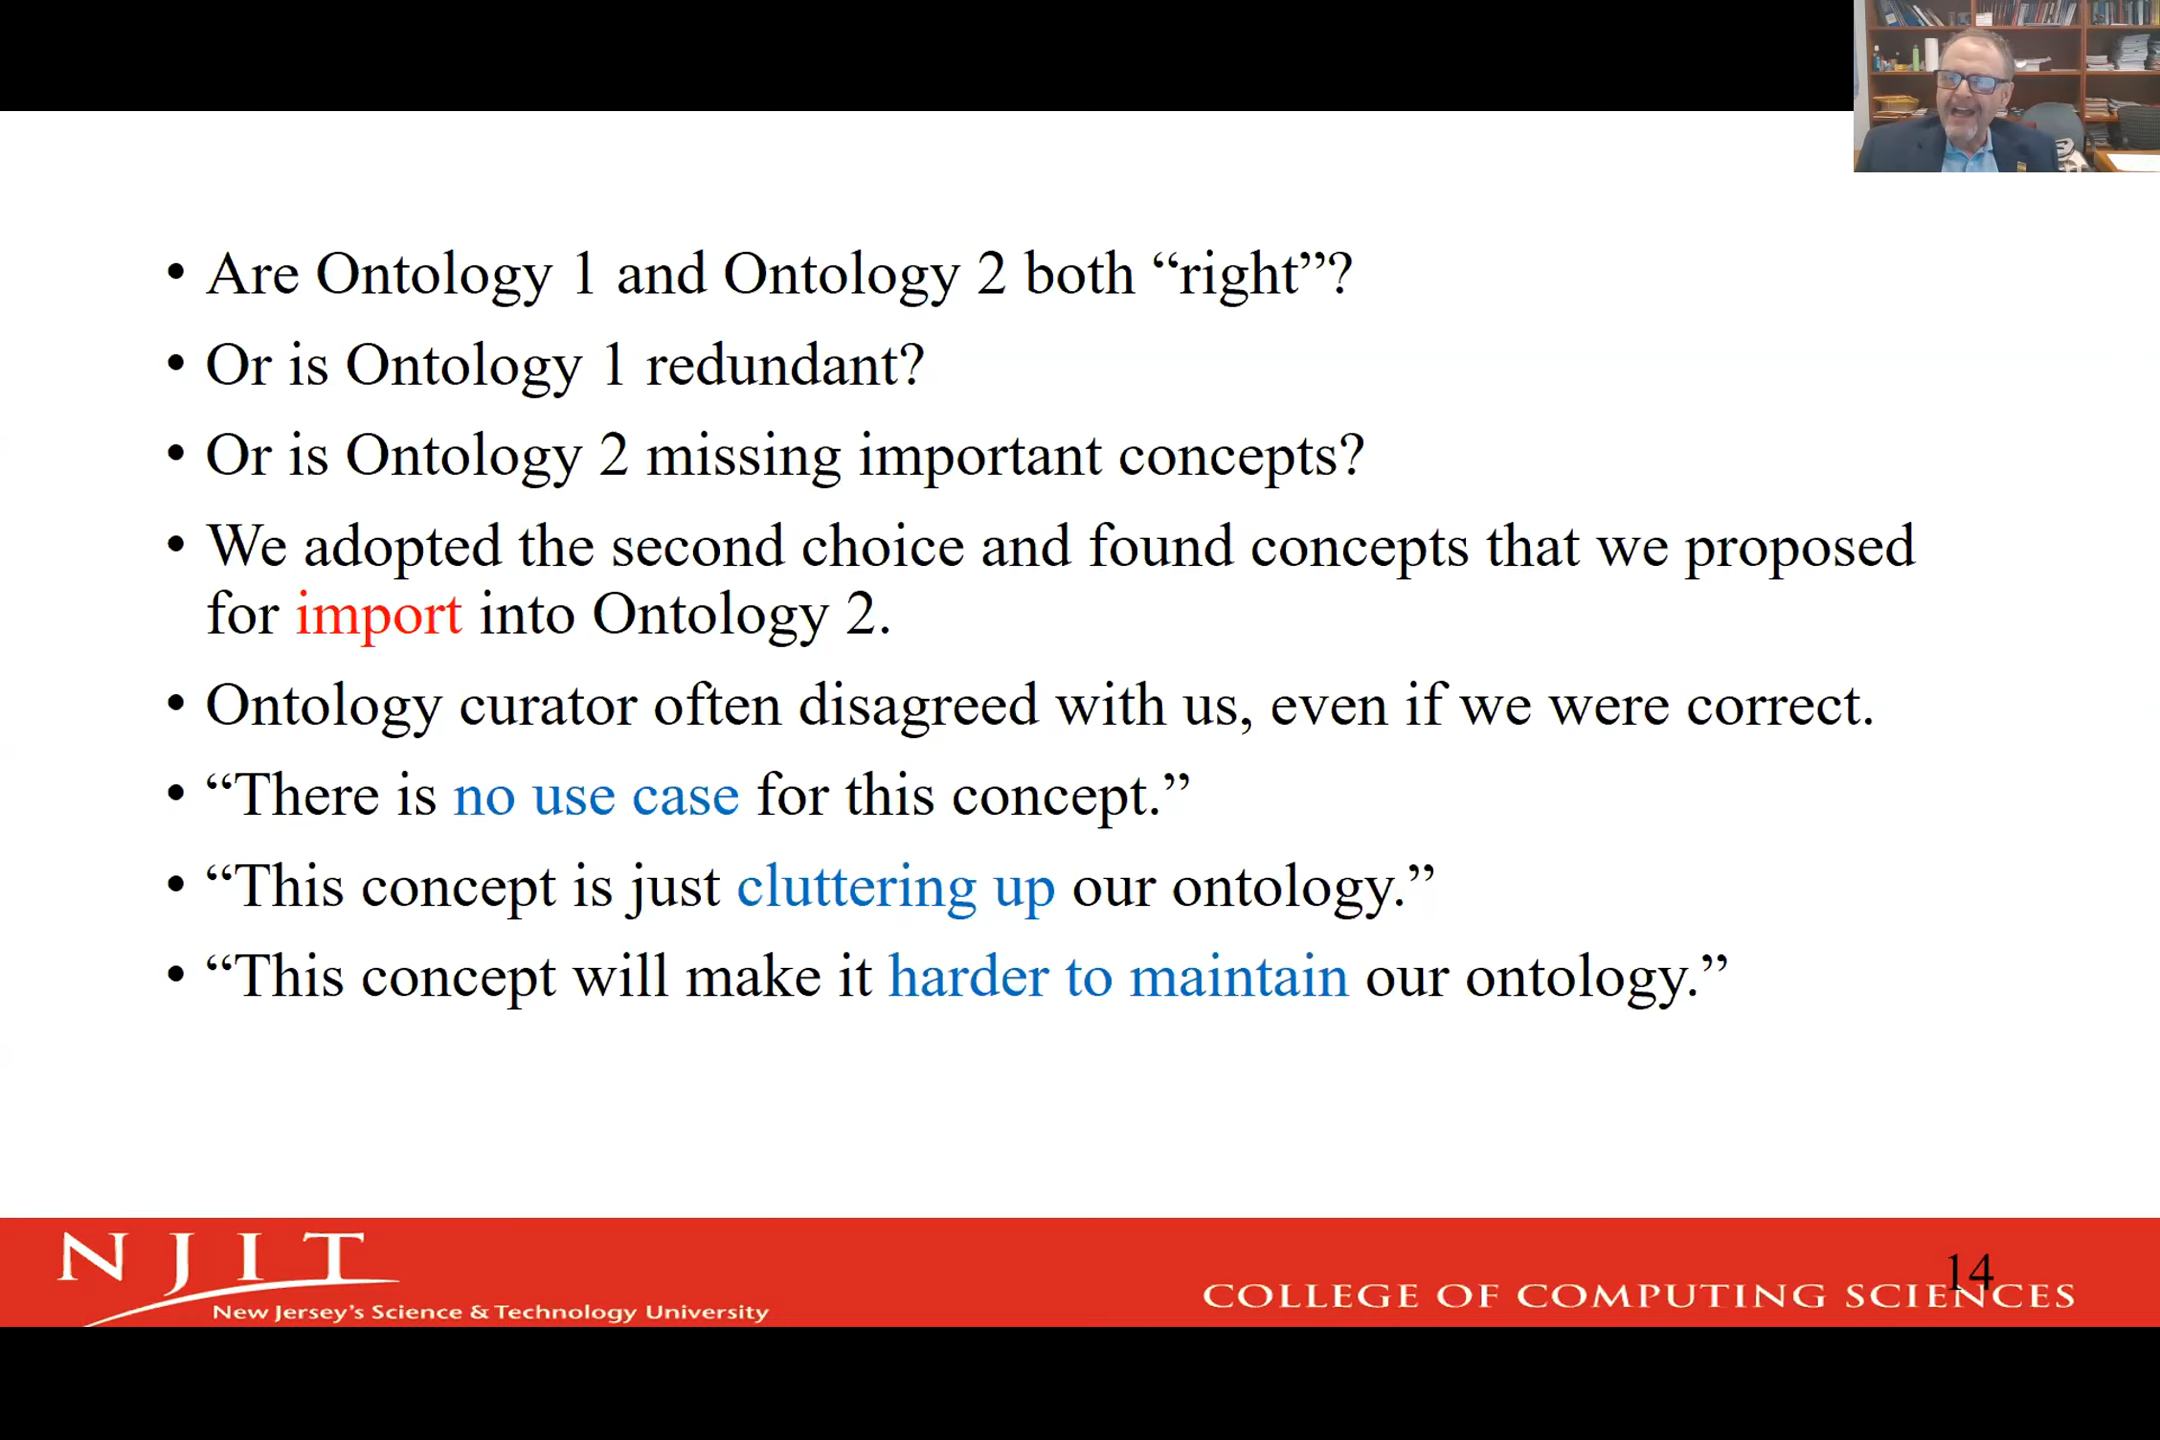 • Are Ontology 1 and Ontology 2 both “right”?
• Or is Ontology 1 redundant?
• Or is Ontology 2 missing important concepts?
• We adopted the second choice and found concepts that we proposed
for import into Ontology 2.
• Ontology curator often disagreed with us, even if we were correct.
• “There is no use case for this concept.”
• “This concept is just cluttering up our ontology.”
• “This concept will make it harder to maintain our ontology.”
NJIT
New Jersey’s Science & Technology University
14
COLLEGE OF COMPUTING SCIENCES